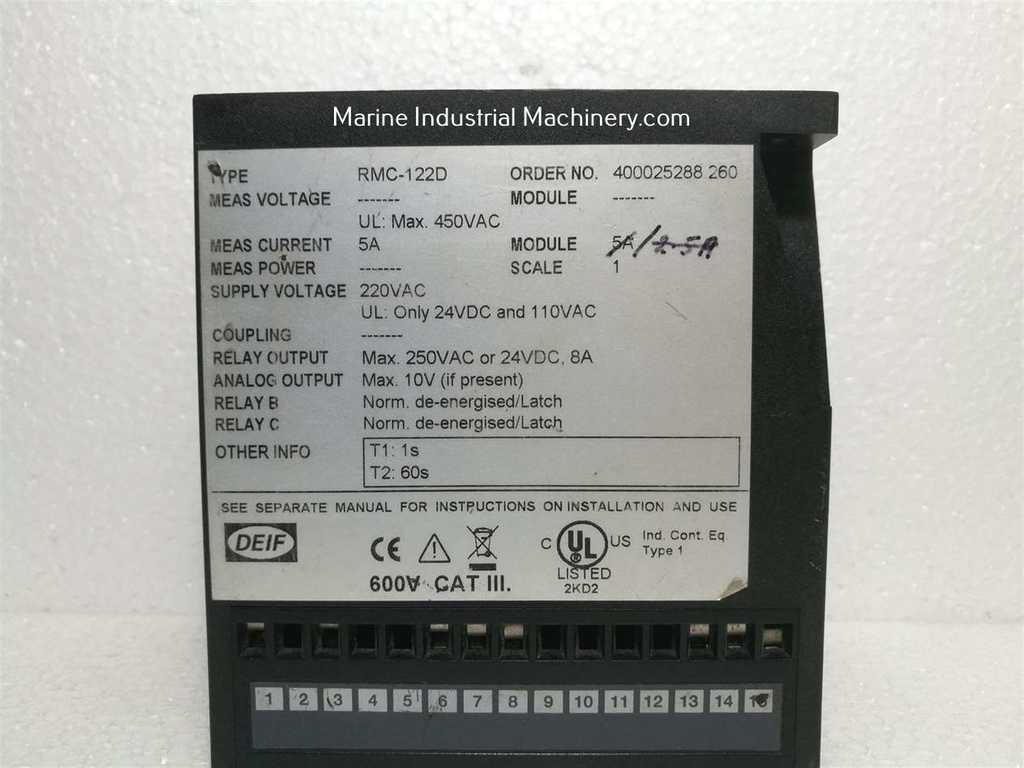 Marine Industrial Machinery.com
TYPE RMC-122D ORDER NO. 400025288 260
MEAS VOLTAGE ------- MODULE -------
UL: Max. 450VAC
MEAS CURRENT 5A MODULE 5A/2-5A
MEAS POWER ------- SCALE 1
SUPPLY VOLTAGE 220VAC
UL: Only 24VDC and 110VAC
COUPLING -------
RELAY OUTPUT Max. 250VAC or 24VDC, 8A
ANALOG OUTPUT Max. 10V (if present)
RELAY B Norm. de-energised/Latch
RELAY C Norm. de-energised/Latch
OTHER INFO T1: 1s
T2: 60s
SEE SEPARATE MANUAL FOR INSTRUCTIONS ON INSTALLATION AND USE
DEIF
CE
C UL US Ind. Cont. Eq.
® Type 1
LISTED
600V CAT III. 2KD2
1 2 3 4 5 6 7 8 9 10 11 12 13 14 15